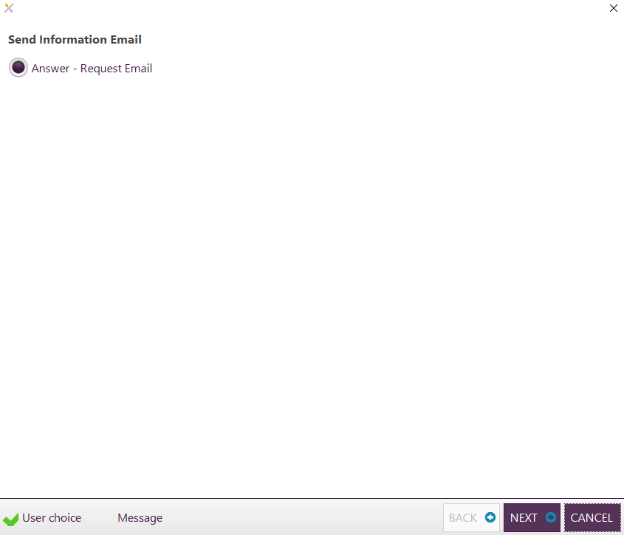 Send Information Email
Answer - Request Email
User choice Message BACK NEXT CANCEL